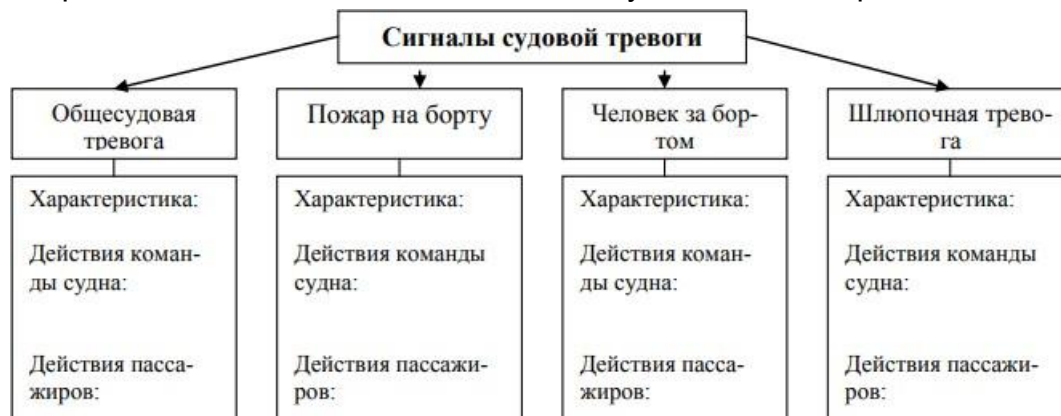 Сигналы судовой тревоги
Общесудовая
тревога
Пожар на борту
Человек за бор-
том
Шлюпочная трево-
га
Характеристика:
Действия коман-
ды судна:
Действия пасса-
жиров:
Характеристика:
Действия команды
судна:
Действия пассажи-
ров:
Характеристика:
Действия коман-
ды судна:
Действия пасса-
жиров:
Характеристика:
Действия команды
судна:
Действия пассажи-
ров: